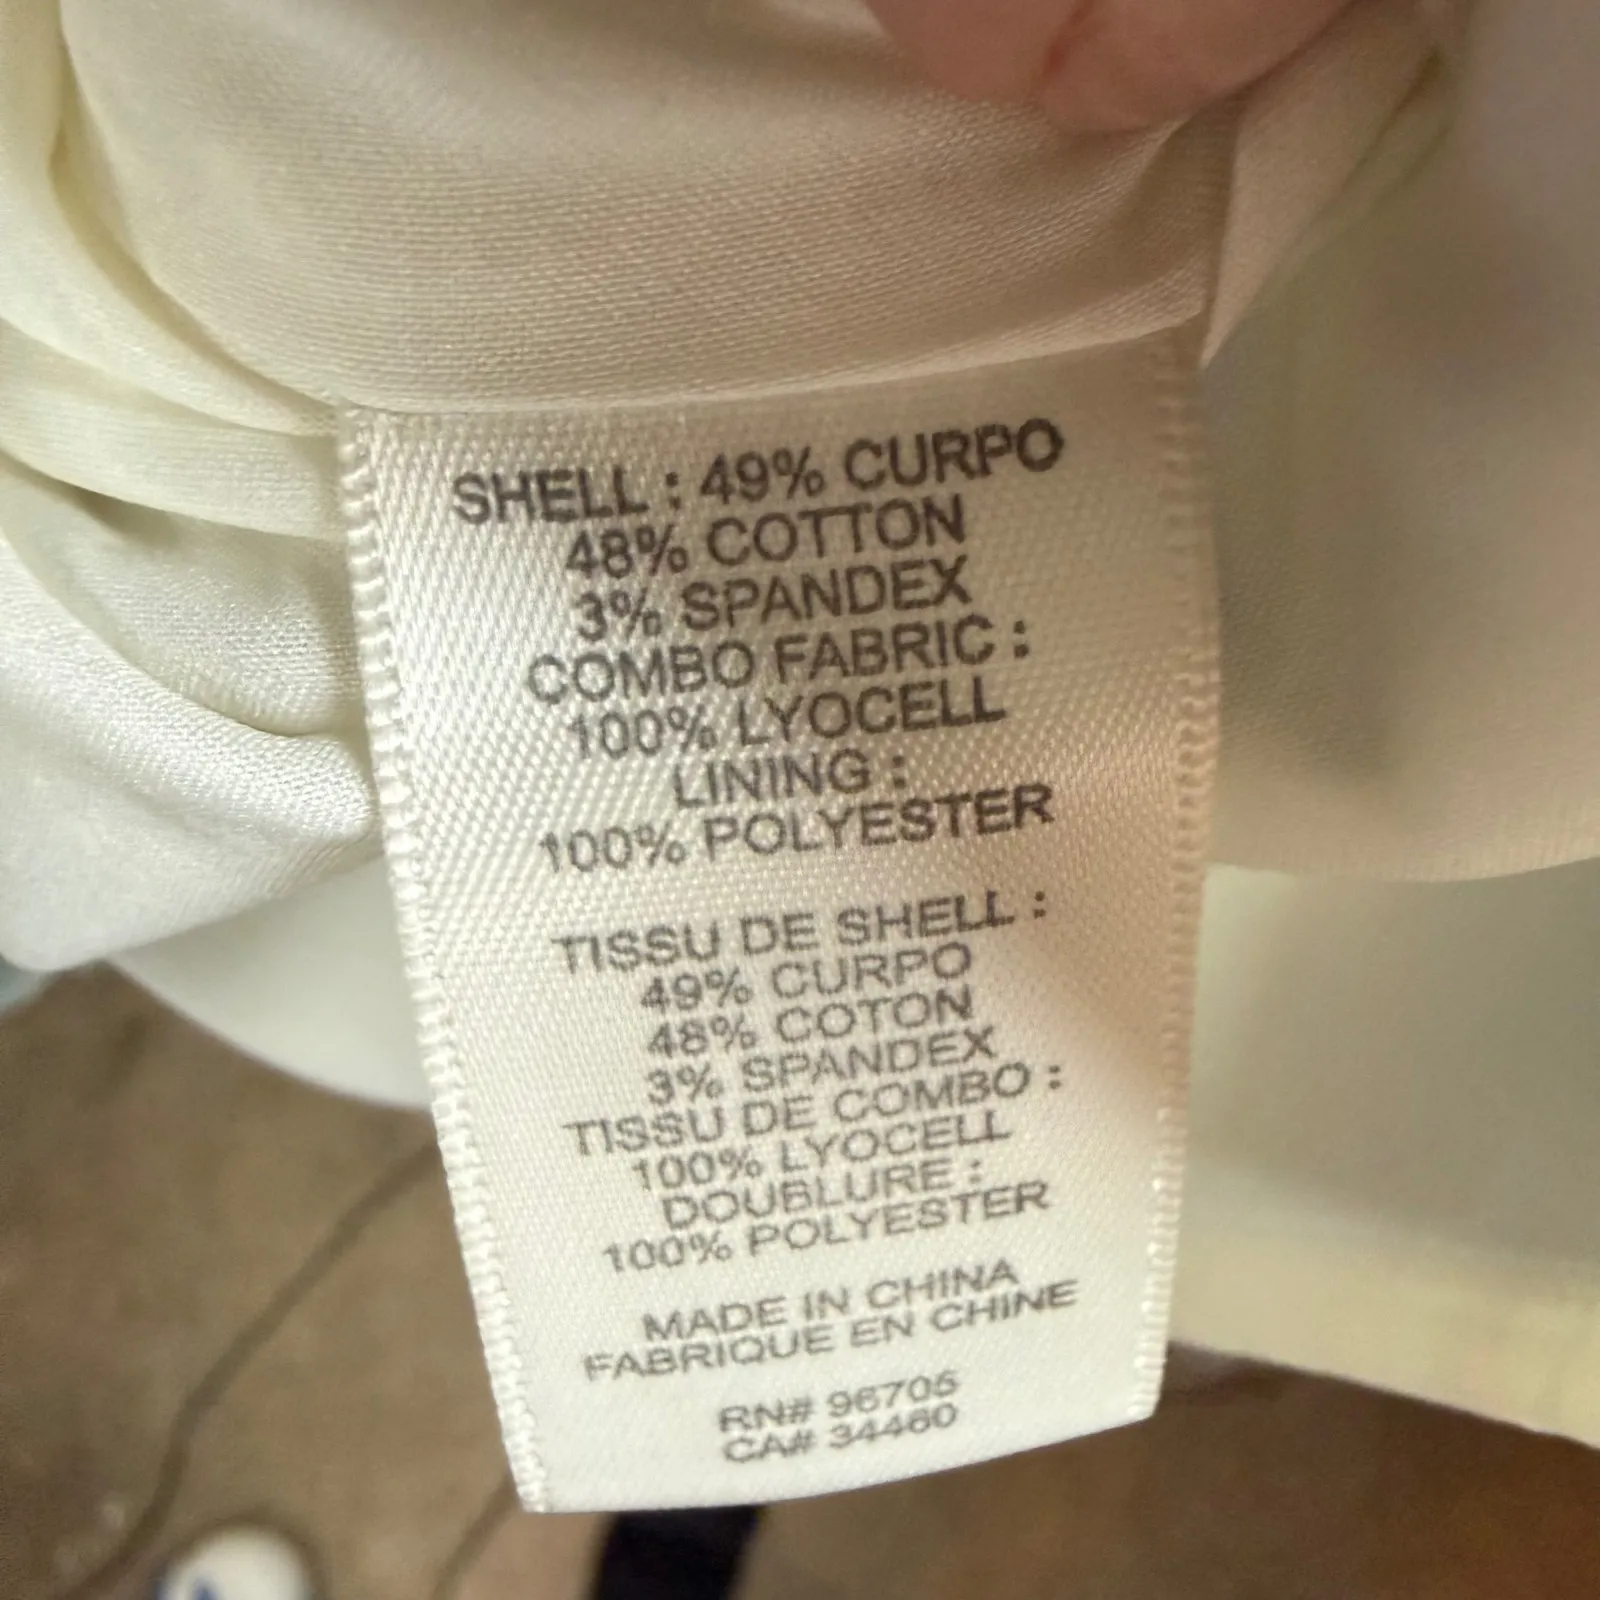 SHELL : 49% CURPO
48% COTTON
3% SPANDEX
COMBO FABRIC :
100% LYOCELL
LINING :
100% POLYESTER
TISSU DE SHELL :
49% CURPO
48% COTON
3% SPANDEX
TISSU DE COMBO :
100% LYOCELL
DOUBLURE :
100% POLYESTER
MADE IN CHINA
FABRIQUE EN CHINE
RN# 96705
CA# 34460